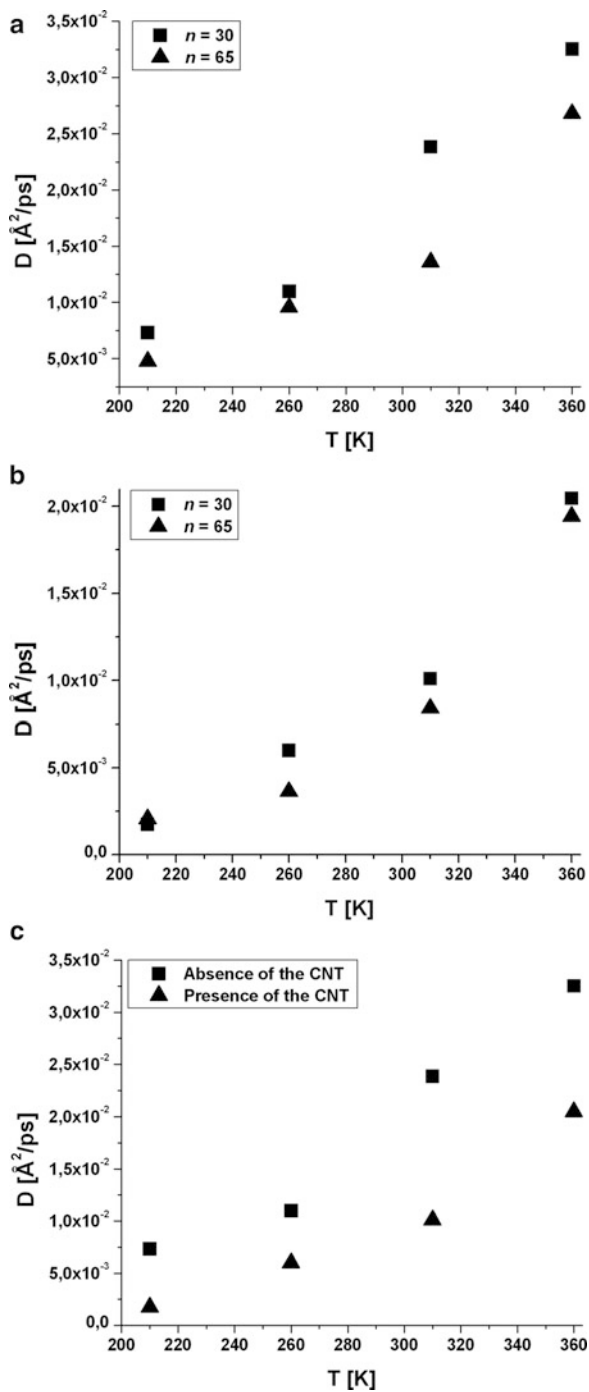 a
n = 30
n = 65
3,5x10⁻²
3,0x10⁻²
2,5x10⁻²
2,0x10⁻²
1,5x10⁻²
1,0x10⁻²
5,0x10⁻³
D [Å²/ps]
200 220 240 260 280 300 320 340 360
T [K]
b
n = 30
n = 65
2,0x10⁻²
1,5x10⁻²
1,0x10⁻²
5,0x10⁻³
0,0
D [Å²/ps]
200 220 240 260 280 300 320 340 360
T [K]
c
Absence of the CNT
Presence of the CNT
3,5x10⁻²
3,0x10⁻²
2,5x10⁻²
2,0x10⁻²
1,5x10⁻²
1,0x10⁻²
5,0x10⁻³
0,0
D [Å²/ps]
200 220 240 260 280 300 320 340 360
T [K]